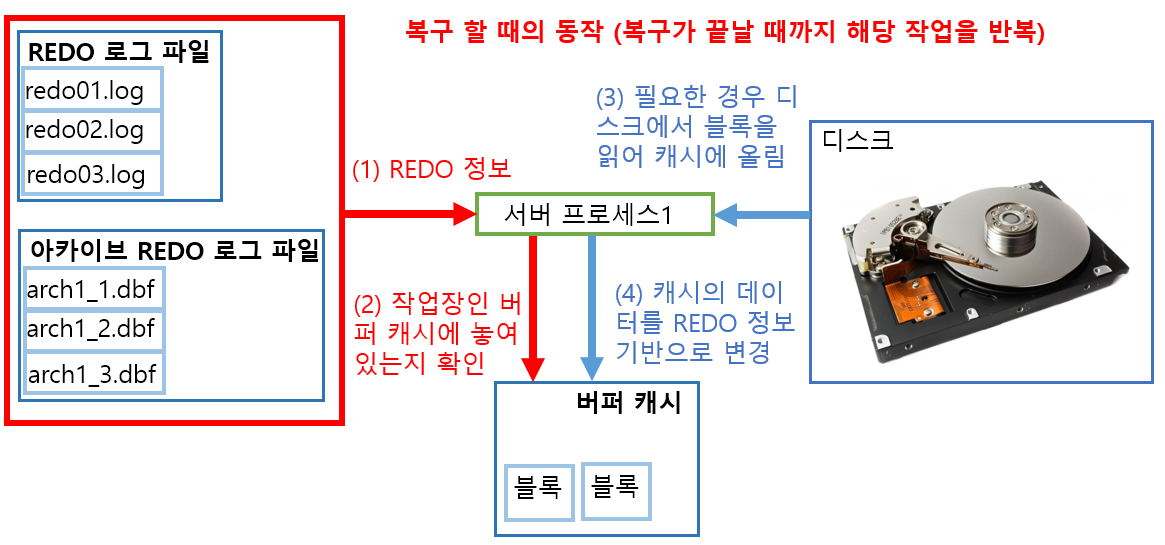 복구 할 때의 동작 (복구가 끝날 때까지 해당 작업을 반복)
REDO 로그 파일
redo01.log
redo02.log
redo03.log
아카이브 REDO 로그 파일
arch1_1.dbf
arch1_2.dbf
arch1_3.dbf
(1) REDO 정보
서버 프로세스1
(2) 작업장인 버
퍼 캐시에 놓여
있는지 확인
(3) 필요한 경우 디
스크에서 블록을
읽어 캐시에 올림
디스크
(4) 캐시의 데이
터를 REDO 정보
기반으로 변경
버퍼 캐시
블록
블록